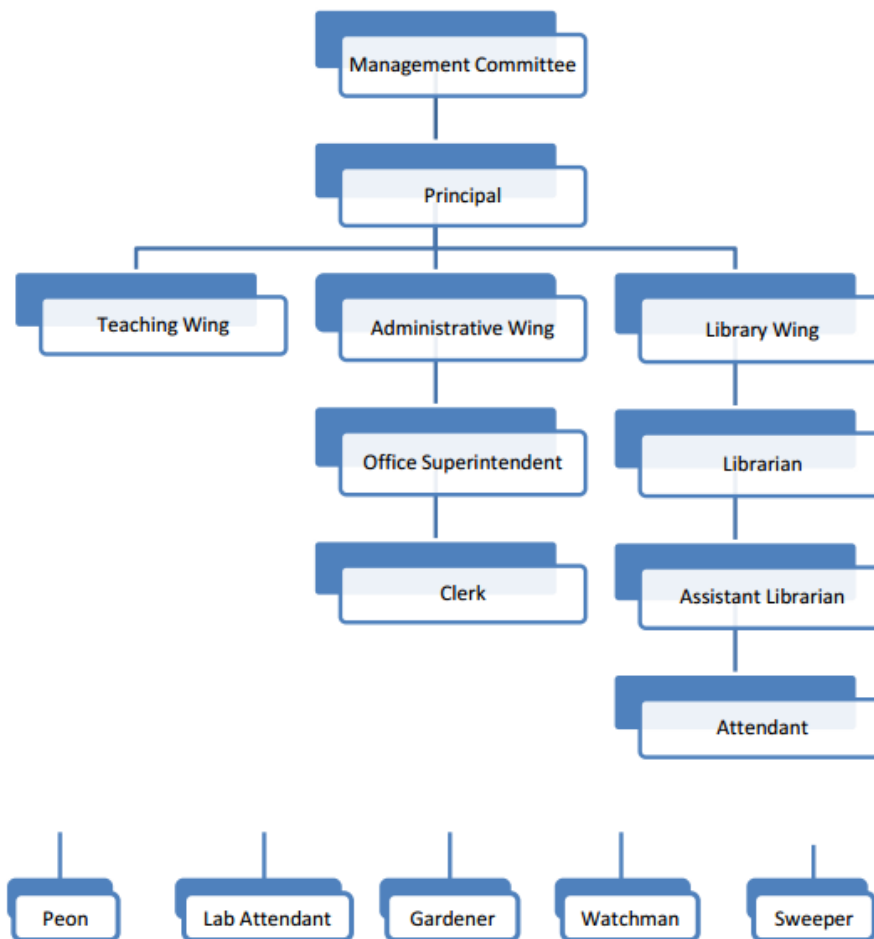 Management Committee
Principal
Teaching Wing
Administrative Wing
Library Wing
Office Superintendent
Librarian
Clerk
Assistant Librarian
Attendant
Peon
Lab Attendant
Gardener
Watchman
Sweeper